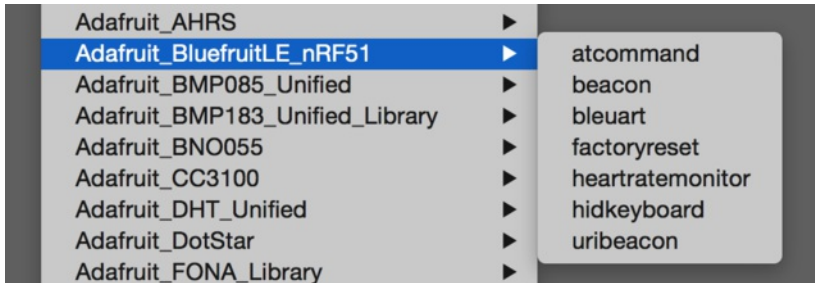 Adafruit_AHRS
Adafruit_BluefruitLE_nRF51
Adafruit_BMP085_Unified
Adafruit_BMP183_Unified_Library
Adafruit_BNO055
Adafruit_CC3100
Adafruit_DHT_Unified
Adafruit_DotStar
Adafruit_FONA_Library
atcommand
beacon
bleuart
factoryreset
heartratemonitor
hidkeyboard
uribeacon